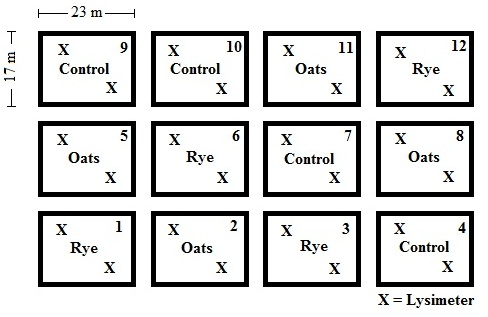 23 m
17 m
X 9 X 10 X 11 X 12
Control Control Oats Rye
X X X X
X 5 X 6 X 7 X 8
Oats Rye Control Oats
X X X X
X 1 X 2 X 3 X 4
Rye Oats Rye Control
X X X X
X = Lysimeter